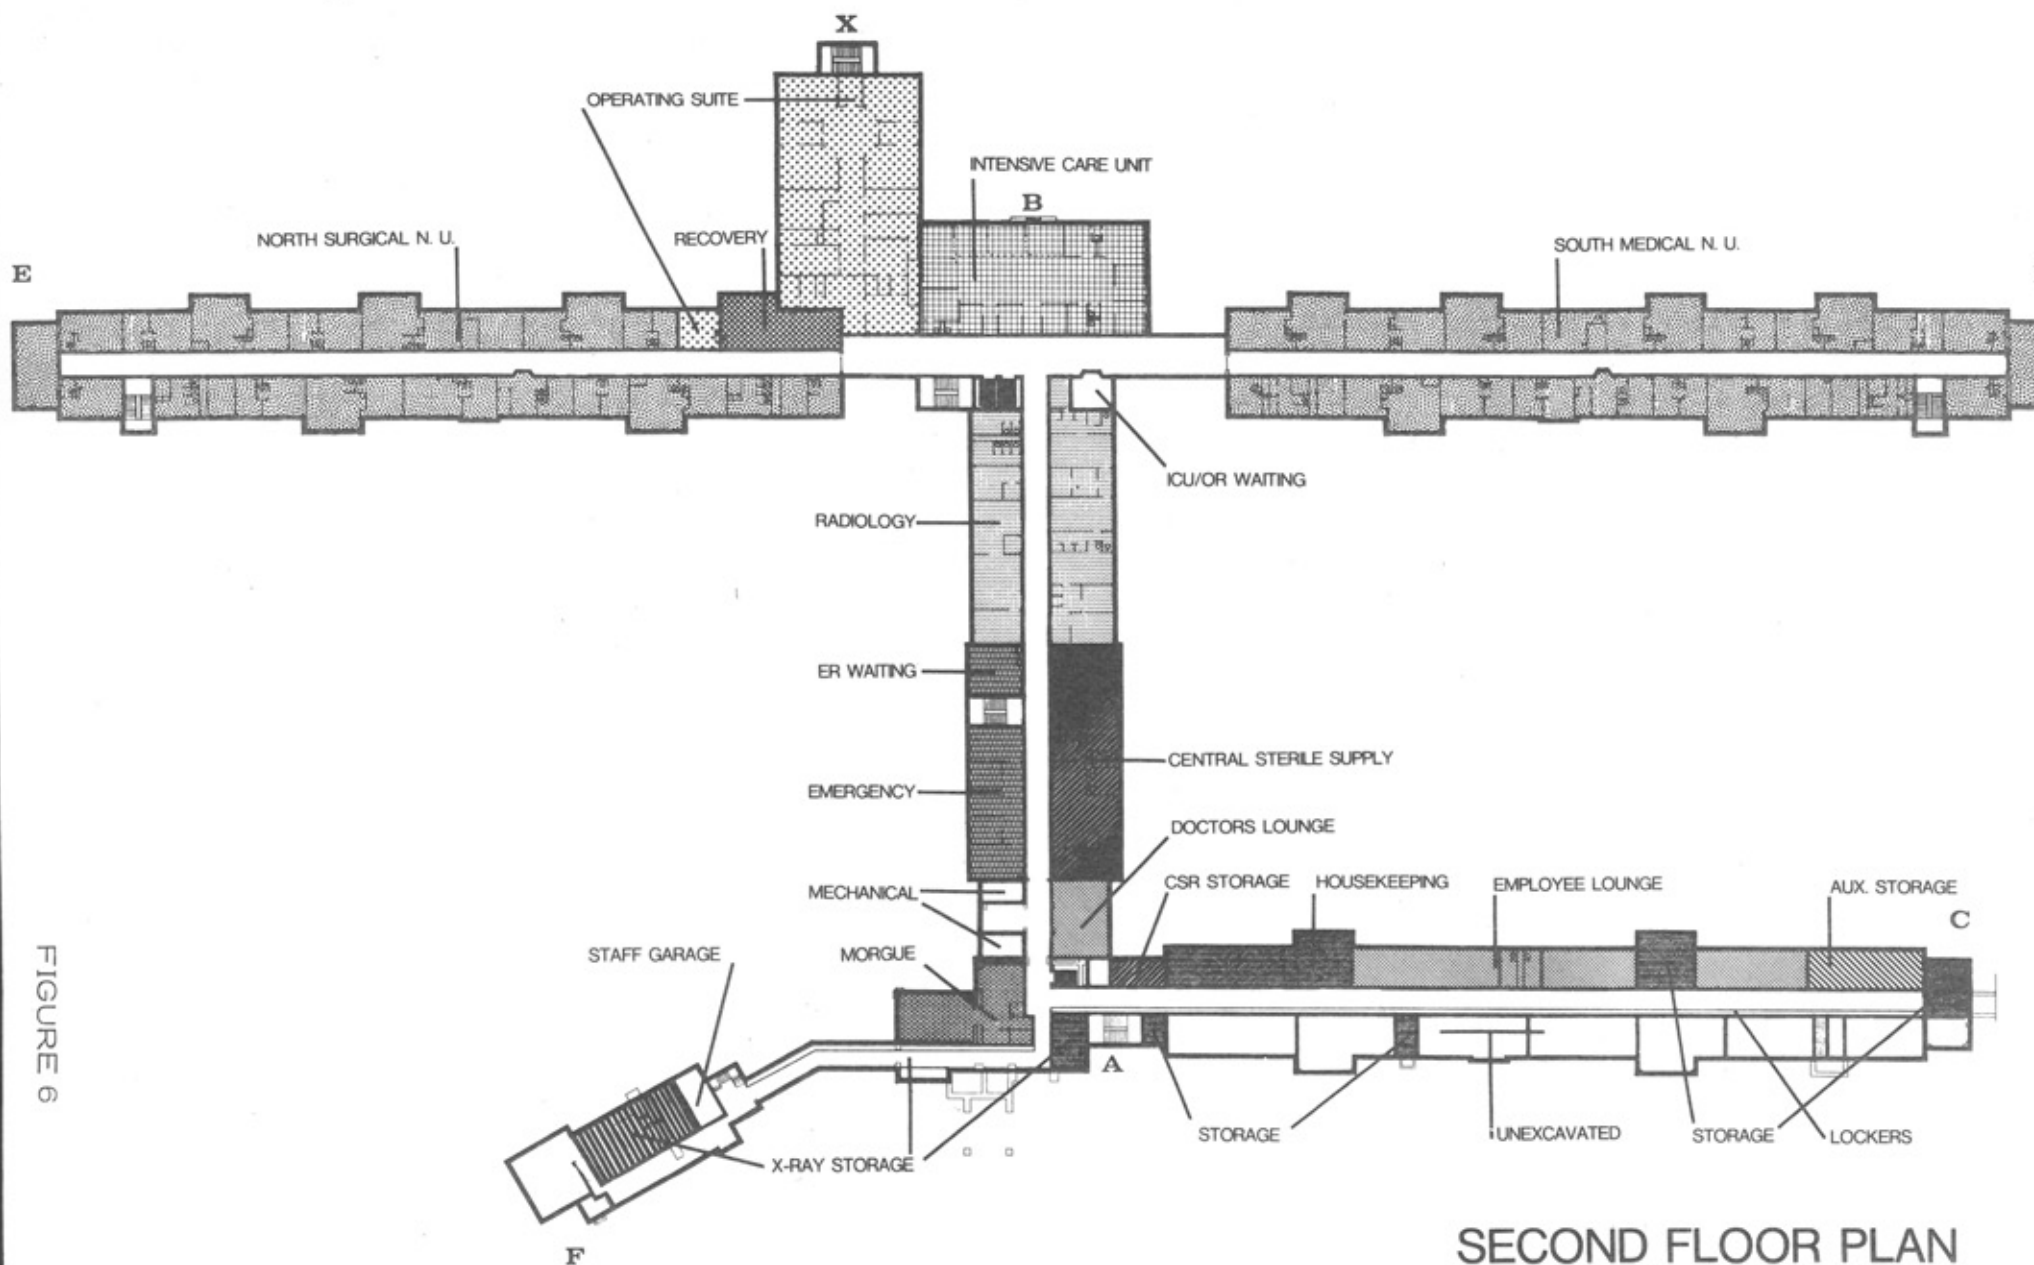 X
OPERATING SUITE
INTENSIVE CARE UNIT
B
NORTH SURGICAL N. U.
RECOVERY
SOUTH MEDICAL N. U.
E
ICU/OR WAITING
RADIOLOGY
ER WAITING
CENTRAL STERILE SUPPLY
EMERGENCY
DOCTORS LOUNGE
MECHANICAL
CSR STORAGE
HOUSEKEEPING
EMPLOYEE LOUNGE
AUX. STORAGE
C
STAFF GARAGE
MORGUE
FIGURE 6
A
STORAGE
UNEXCAVATED
STORAGE
LOCKERS
X-RAY STORAGE
F
SECOND FLOOR PLAN